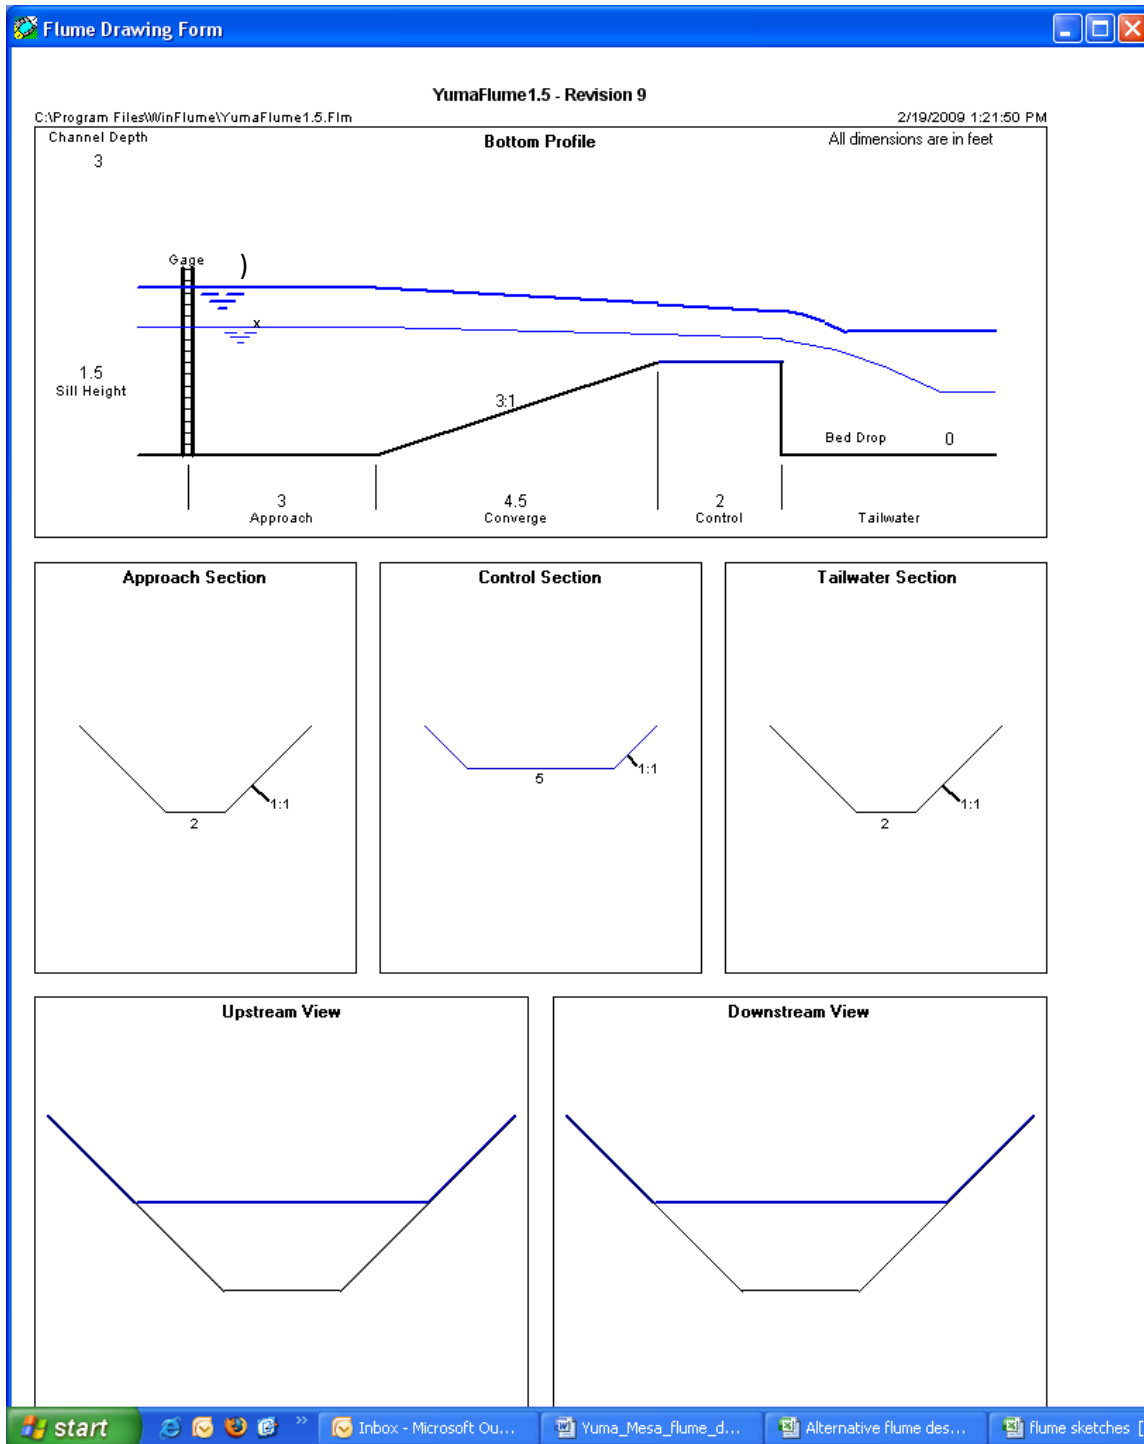 Flume Drawing Form
YumaFlume1.5 - Revision 9
C:\Program Files\WinFlume\YumaFlume1.5.Flm
2/19/2009 1:21:50 PM
Channel Depth
3
Bottom Profile
All dimensions are in feet
Gage
)
x
1.5
Sill Height
3:1
Bed Drop 0
3
Approach
4.5
Converge
2
Control
Tailwater
Approach Section
2
1:1
Control Section
5
1:1
Tailwater Section
2
1:1
Upstream View
Downstream View
start
»
Inbox - Microsoft Ou...
Yuma_Mesa_flume_d...
Alternative flume des...
flume sketches [